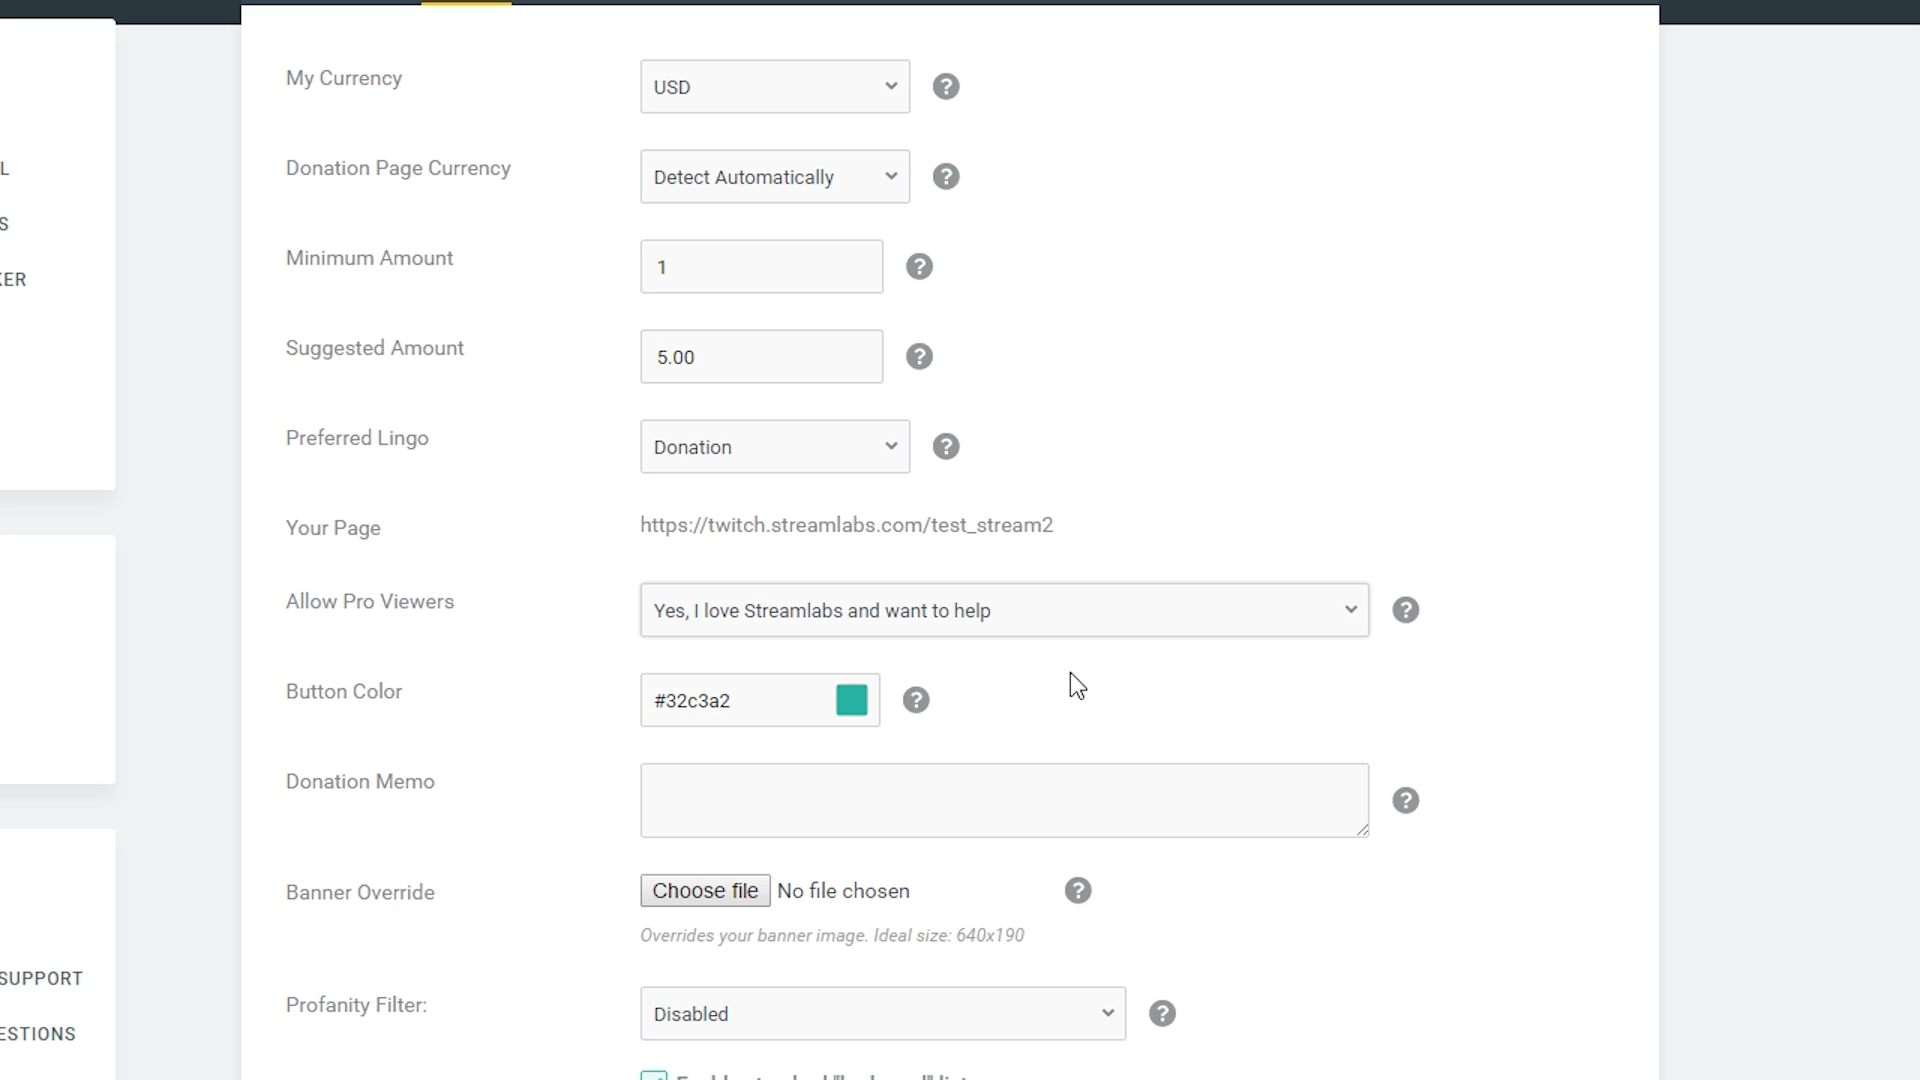 My Currency
USD
Donation Page Currency
Detect Automatically
Minimum Amount
1
Suggested Amount
5.00
Preferred Lingo
Donation
Your Page
https://twitch.streamlabs.com/test_stream2
Allow Pro Viewers
Yes, I love Streamlabs and want to help
Button Color
#32c3a2
Donation Memo
Banner Override
Choose file No file chosen
Overrides your banner image. Ideal size: 640x190
Profanity Filter:
Disabled
L
S
KER
SUPPORT
ESTIONS